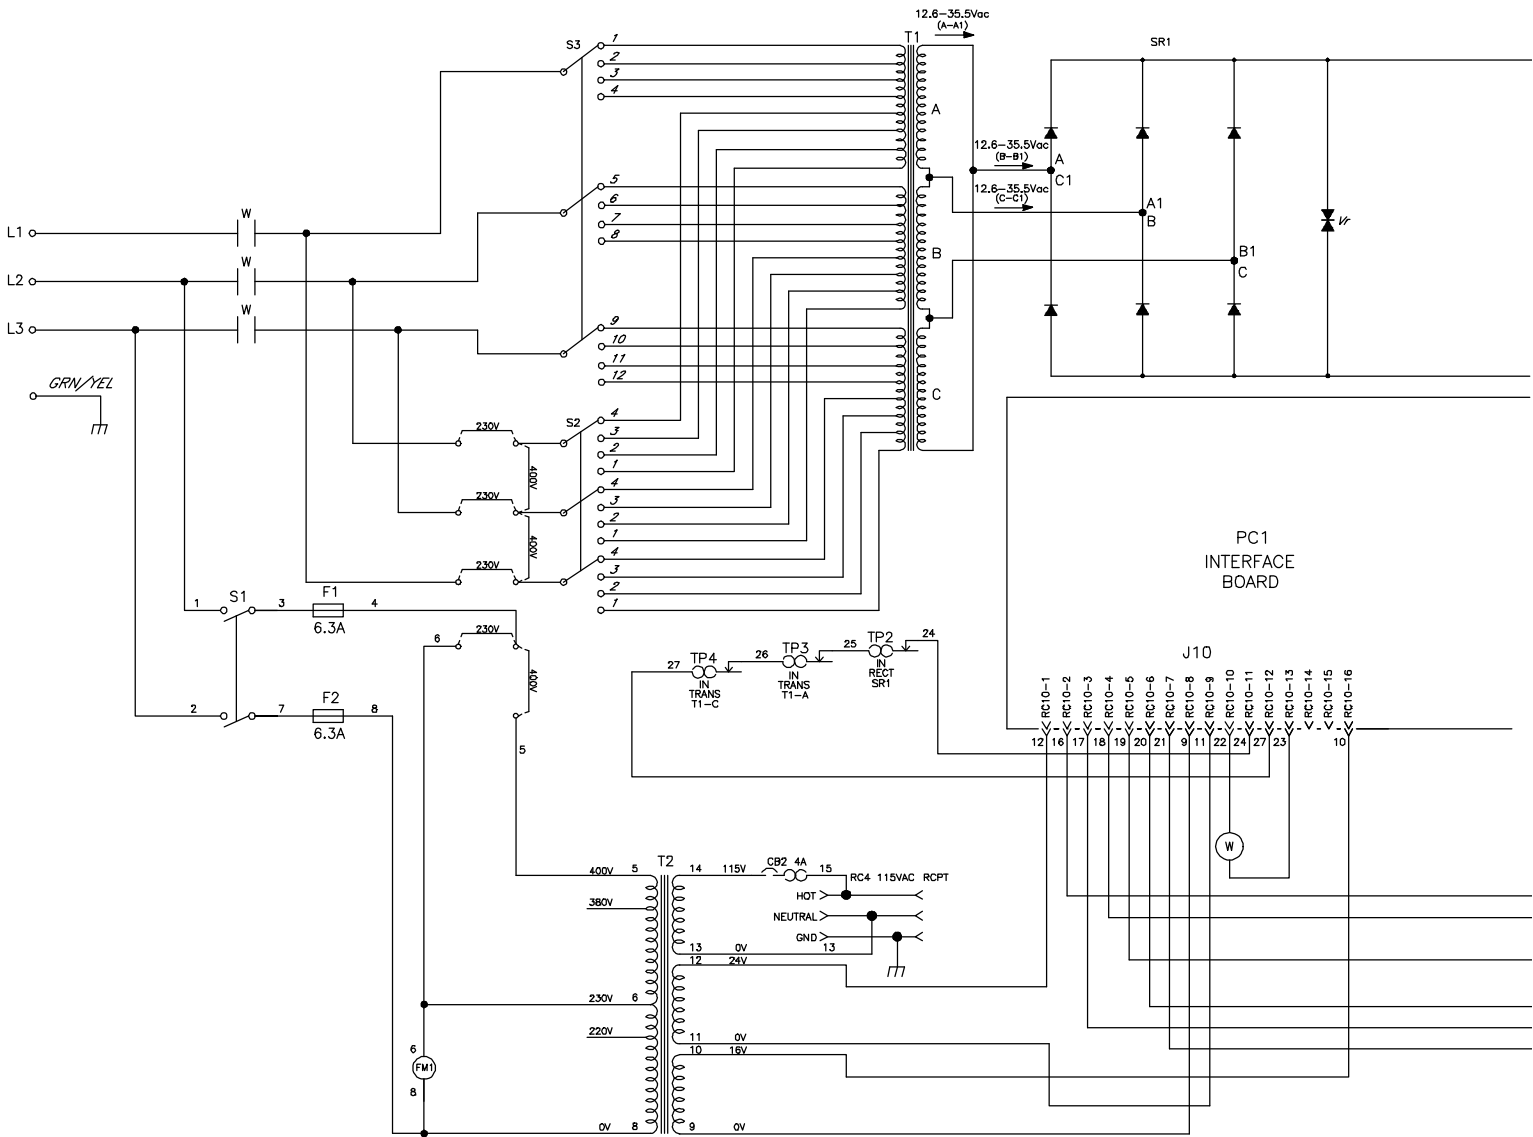 12.6-35.5Vac
(A-A1)
S3
1
2
3
4
T1
SR1
A
12.6-35.5Vac
(B-B1)
A
C1
12.6-35.5Vac
(C-C1)
A1
B
Vr
5
6
7
8
B
B1
C
L1
W
L2
W
L3
W
9
10
11
12
C
GRN/YEL
230V
S2
4
3
2
1
400V
230V
4
3
2
1
400V
230V
4
3
2
1
PC1
INTERFACE
BOARD
1
S1
3
F1
4
6.3A
6
230V
400V
2
7
F2
8
6.3A
5
27
TP4
IN
TRANS
T1-C
26
TP3
IN
TRANS
T1-A
25
TP2
IN
RECT
SR1
24
J10
RC10-1
RC10-2
RC10-3
RC10-4
RC10-5
RC10-6
RC10-7
RC10-8
RC10-9
RC10-10
RC10-11
RC10-12
RC10-13
RC10-14
RC10-15
RC10-16
12 16 17 18 19 20 21 9 11 22 24 27 23 10
W
400V 5
T2
14 115V
CB2 4A
15
RC4 115VAC RCPT
HOT
380V
NEUTRAL
GND
13 0V 13
12 24V
230V 6
220V
11 0V
10 16V
6
FM1
8
0V 8
9 0V